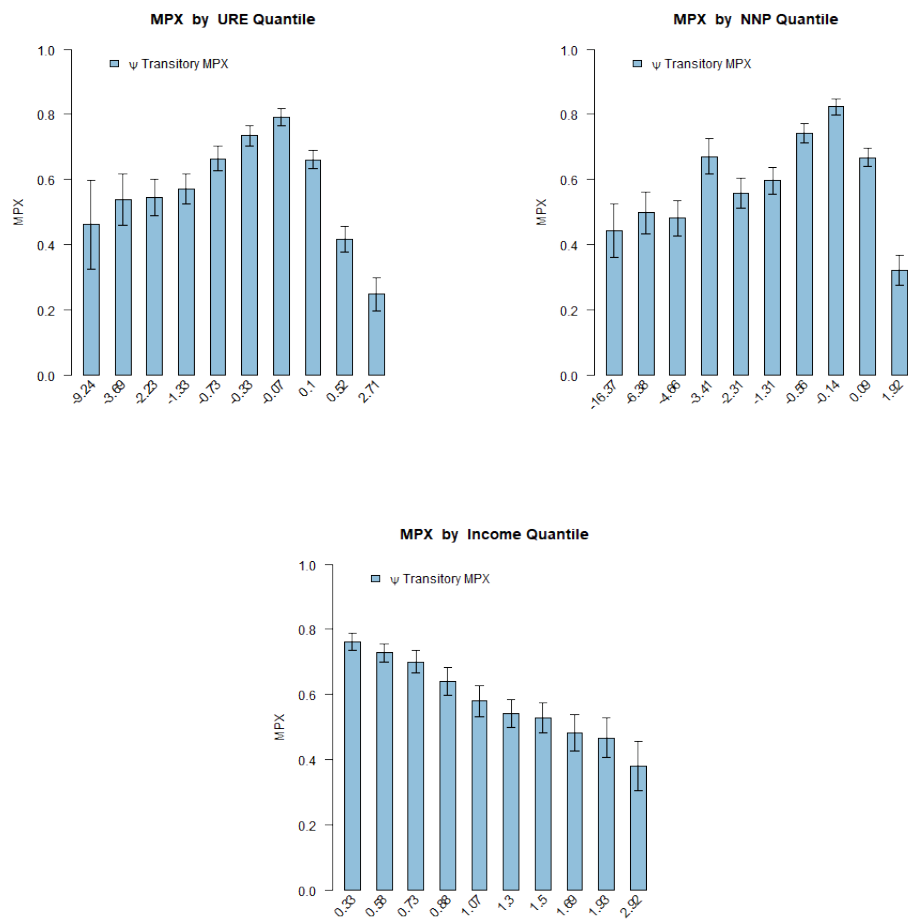 MPX by URE Quantile
1.0
ψ Transitory MPX
0.8
0.6
MPX
0.4
0.2
0.0
-9.24 -3.69 -2.23 -1.33 -0.73 -0.33 -0.07 0.1 0.52 2.71
MPX by NNP Quantile
1.0
ψ Transitory MPX
0.8
0.6
MPX
0.4
0.2
0.0
-16.37 -6.38 -4.66 -3.41 -2.31 -1.31 -0.56 -0.14 0.09 1.92
MPX by Income Quantile
1.0
ψ Transitory MPX
0.8
0.6
MPX
0.4
0.2
0.0
0.33 0.58 0.73 0.88 1.07 1.3 1.5 1.69 1.93 2.92